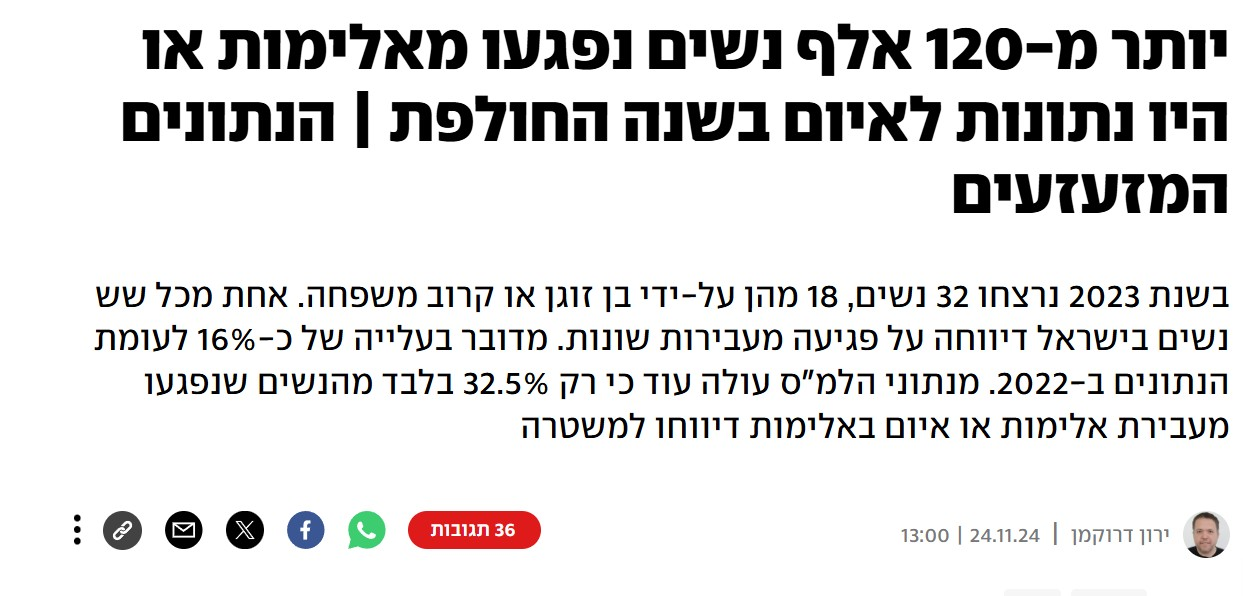 יותר מ-120 אלף נשים נפגעו מאלימות או
היו נתונות לאיום בשנה החולפת | הנתונים
המזעזעים
בשנת 2023 נרצחו 32 נשים, 18 מהן על-ידי בן זוגן או קרוב משפחה. אחת מכל שש
נשים בישראל דיווחה על פגיעה מעבירות שונות. מדובר בעלייה של כ-16% לעומת
הנתונים ב-2022. מנתוני הלמ"ס עולה עוד כי רק 32.5% בלבד מהנשים שנפגעו
מעבירת אלימות או איום באלימות דיווחו למשטרה
ירון דרוקמן | 24.11.24 | 13:00
36 תגובות